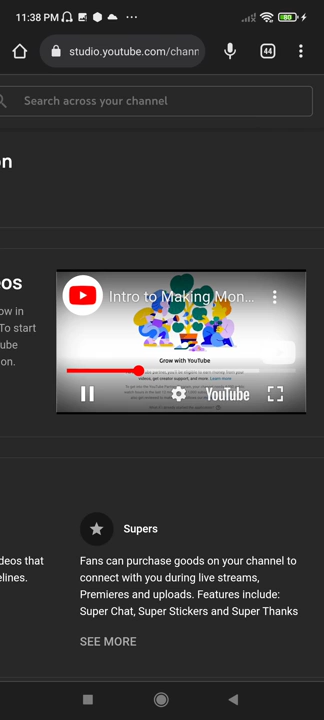 11:38 PM
80
studio.youtube.com/chann
44
Search across your channel
on
eos
ow in
To start
ube
on.
Intro to Making Mon...
Grow with YouTube
YouTube
Supers
deos that
elines.
Fans can purchase goods on your channel to
connect with you during live streams,
Premieres and uploads. Features include:
Super Chat, Super Stickers and Super Thanks
SEE MORE